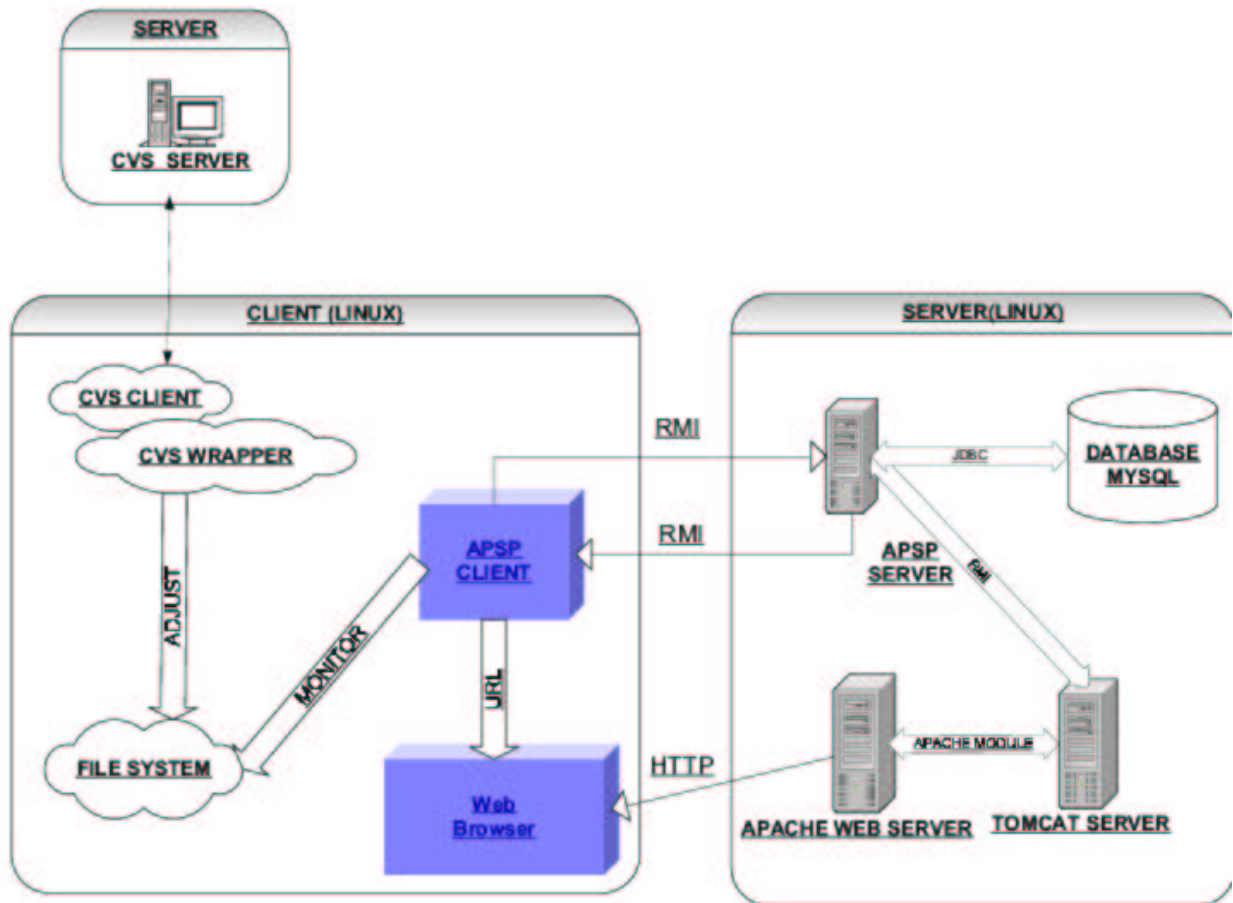 SERVER
CVS SERVER
CLIENT (LINUX)
SERVER(LINUX)
CVS CLIENT
CVS WRAPPER
RMI
JDBC
DATABASE
MYSQL
APSP
CLIENT
RMI
APSP
SERVER
RMI
ADJUST
MONITOR
URL
FILE SYSTEM
HTTP
APACHE MODULE
Web
Browser
APACHE WEB SERVER
TOMCAT SERVER